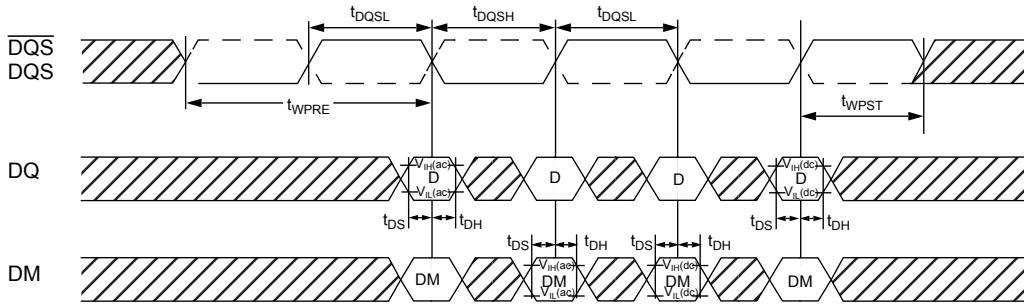 tDQSL tDQSH tDQSL
DQS
DQS
tWPRE tWPST
DQ
VIH(ac) VIH(dc)
D D D D
VIL(ac) VIL(dc)
tDS tDH tDS tDH
tDS tDH tDS tDH
DM
VIH(ac) VIH(dc)
DM DM DM DM
VIL(ac) VIL(dc)